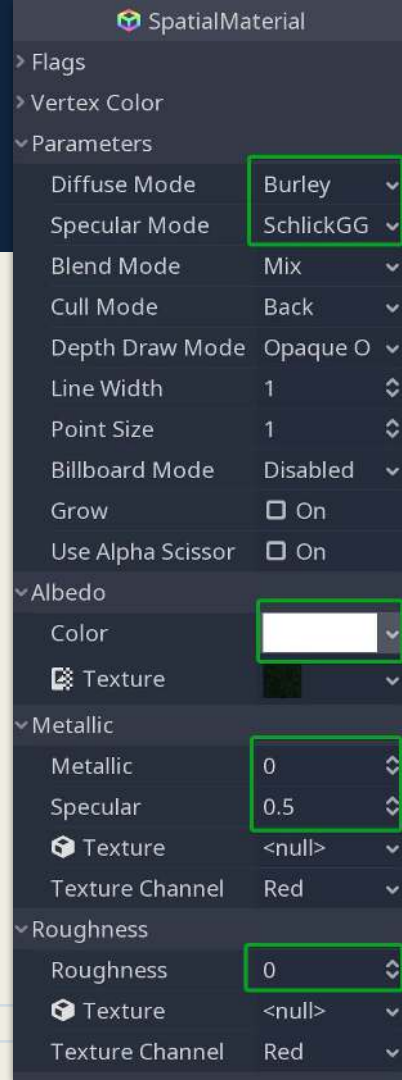 SpatialMaterial
Flags
Vertex Color
Parameters
Diffuse Mode Burley
Specular Mode SchlickGG
Blend Mode Mix
Cull Mode Back
Depth Draw Mode Opaque O
Line Width 1
Point Size 1
Billboard Mode Disabled
Grow On
Use Alpha Scissor On
Albedo
Color
Texture
Metallic
Metallic 0
Specular 0.5
Texture <null>
Texture Channel Red
Roughness
Roughness 0
Texture <null>
Texture Channel Red